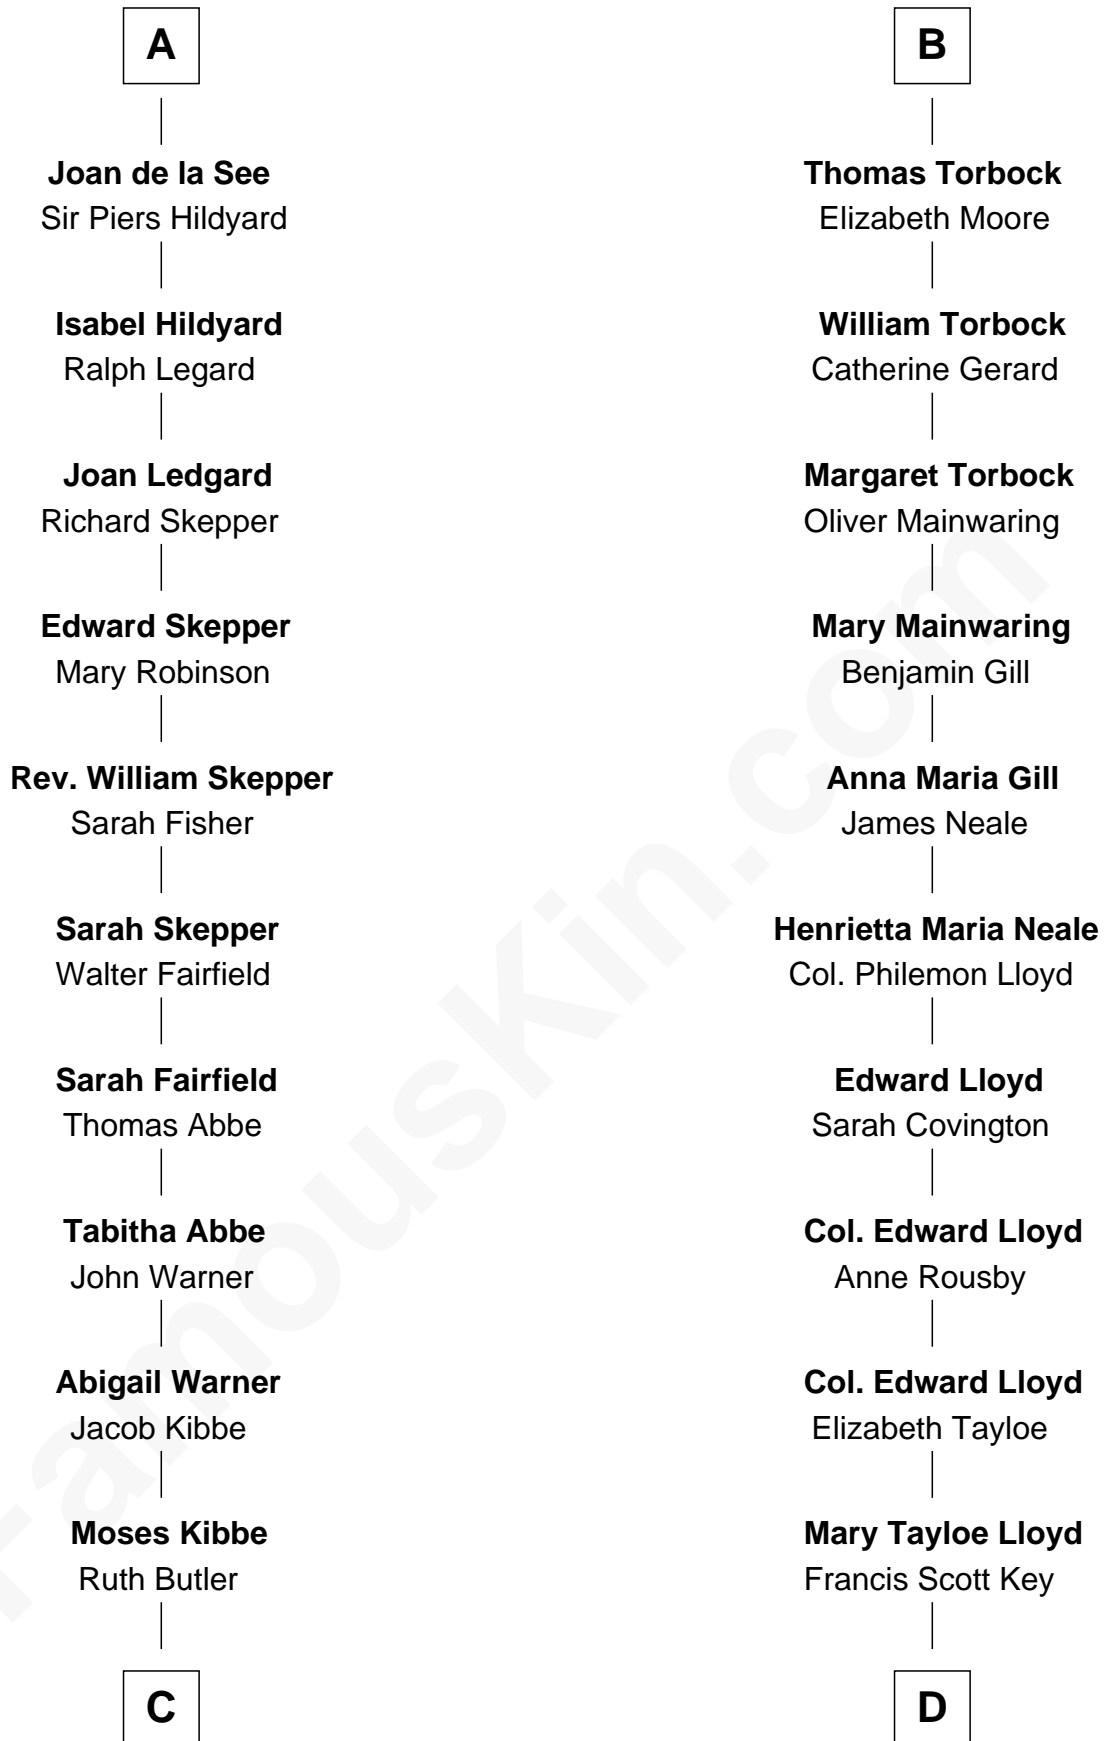 A
Joan de la See
Sir Piers Hildyard
Isabel Hildyard
Ralph Legard
Joan Ledgard
Richard Skepper
Edward Skepper
Mary Robinson
Rev. William Skepper
Sarah Fisher
Sarah Skepper
Walter Fairfield
Sarah Fairfield
Thomas Abbe
Tabitha Abbe
John Warner
Abigail Warner
Jacob Kibbe
Moses Kibbe
Ruth Butler
C
B
Thomas Torbock
Elizabeth Moore
William Torbock
Catherine Gerard
Margaret Torbock
Oliver Mainwaring
Mary Mainwaring
Benjamin Gill
Anna Maria Gill
James Neale
Henrietta Maria Neale
Col. Philemon Lloyd
Edward Lloyd
Sarah Covington
Col. Edward Lloyd
Anne Rousby
Col. Edward Lloyd
Elizabeth Tayloe
Mary Tayloe Lloyd
Francis Scott Key
D
FamousKin.com